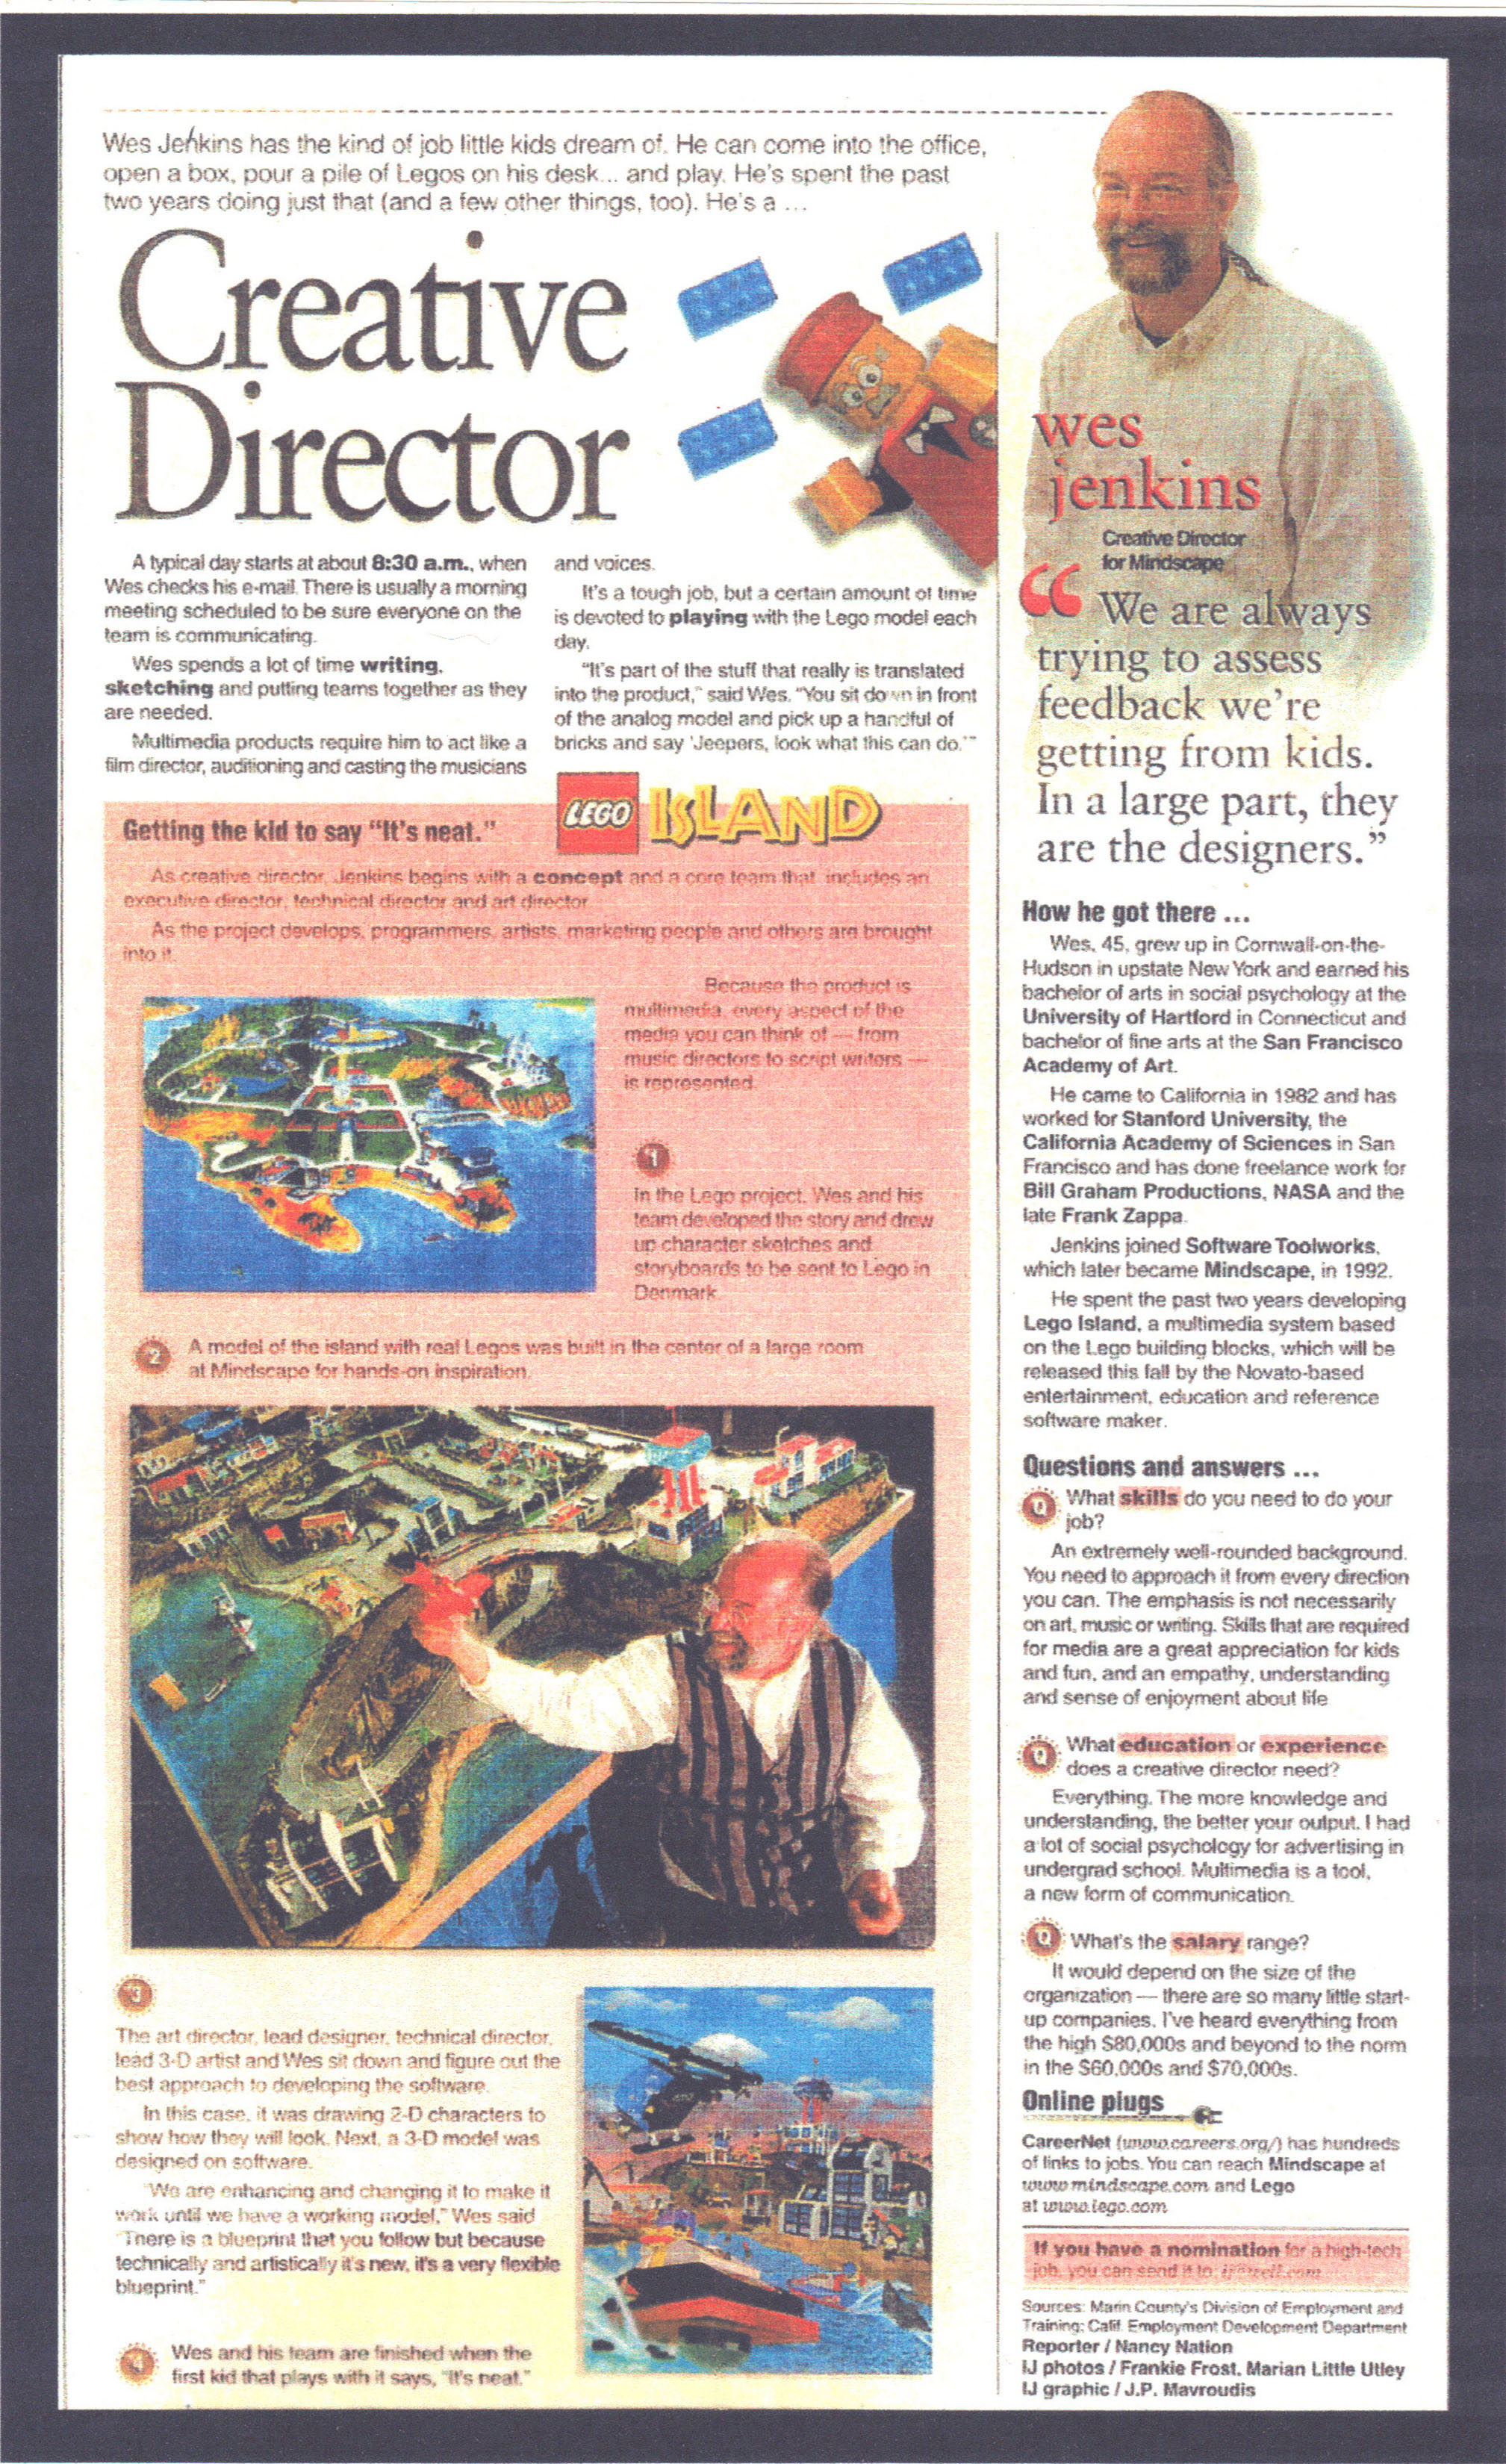 Wes Jenkins has the kind of job little kids dream of. He can come into the office,
open a box, pour a pile of Legos on his desk... and play. He's spent the past
two years doing just that (and a few other things, too). He's a ...
Creative
Director
A typical day starts at about 8:30 a.m., when
Wes checks his e-mail. There is usually a morning
meeting scheduled to be sure everyone on the
team is communicating.
Wes spends a lot of time writing,
sketching and putting teams together as they
are needed.
Multimedia products require him to act like a
film director, auditioning and casting the musicians
and voices.
It's a tough job, but a certain amount of time
is devoted to playing with the Lego model each
day.
"It's part of the stuff that really is translated
into the product," said Wes. "You sit down in front
of the analog model and pick up a handful of
bricks and say 'Jeepers, look what this can do.'"
LEGO ISLAND
Getting the kid to say "It's neat."
As creative director, Jenkins begins with a concept and a core team that includes an
executive director, technical director and art director
As the project develops, programmers, artists, marketing people and others are brought
into it.
Because the product is
multimedia, every aspect of the
media you can think of — from
music directors to script writers —
is represented.
1
In the Lego project, Wes and his
team developed the story and drew
up character sketches and
storyboards to be sent to Lego in
Denmark.
2 A model of the island with real Legos was built in the center of a large room
at Mindscape for hands-on inspiration.
3
The art director, lead designer, technical director,
lead 3-D artist and Wes sit down and figure out the
best approach to developing the software.
In this case, it was drawing 2-D characters to
show how they will look. Next, a 3-D model was
designed on software.
"We are enhancing and changing it to make it
work until we have a working model," Wes said
"There is a blueprint that you follow but because
technically and artistically it's new, it's a very flexible
blueprint."
4 Wes and his team are finished when the
first kid that plays with it says, "It's neat."
wes
jenkins
Creative Director
for Mindscape
“We are always
trying to assess
feedback we're
getting from kids.
In a large part, they
are the designers.”
How he got there ...
Wes, 45, grew up in Cornwall-on-the-
Hudson in upstate New York and earned his
bachelor of arts in social psychology at the
University of Hartford in Connecticut and
bachelor of fine arts at the San Francisco
Academy of Art.
He came to California in 1982 and has
worked for Stanford University, the
California Academy of Sciences in San
Francisco and has done freelance work for
Bill Graham Productions, NASA and the
late Frank Zappa.
Jenkins joined Software Toolworks,
which later became Mindscape, in 1992.
He spent the past two years developing
Lego Island, a multimedia system based
on the Lego building blocks, which will be
released this fall by the Novato-based
entertainment, education and reference
software maker.
Questions and answers ...
Q What skills do you need to do your
job?
An extremely well-rounded background.
You need to approach it from every direction
you can. The emphasis is not necessarily
on art, music or writing. Skills that are required
for media are a great appreciation for kids
and fun, and an empathy, understanding
and sense of enjoyment about life
Q What education or experience
does a creative director need?
Everything. The more knowledge and
understanding, the better your output. I had
a lot of social psychology for advertising in
undergrad school. Multimedia is a tool,
a new form of communication.
Q What's the salary range?
It would depend on the size of the
organization — there are so many little start-
up companies. I've heard everything from
the high $80,000s and beyond to the norm
in the $60,000s and $70,000s.
Online plugs
CareerNet (www.careers.org/) has hundreds
of links to jobs. You can reach Mindscape at
www.mindscape.com and Lego
at www.lego.com
If you have a nomination for a high-tech
job, you can send it to:
Sources: Marin County's Division of Employment and
Training; Calif. Employment Development Department
Reporter / Nancy Nation
IJ photos / Frankie Frost, Marian Little Utley
IJ graphic / J.P. Mavroudis